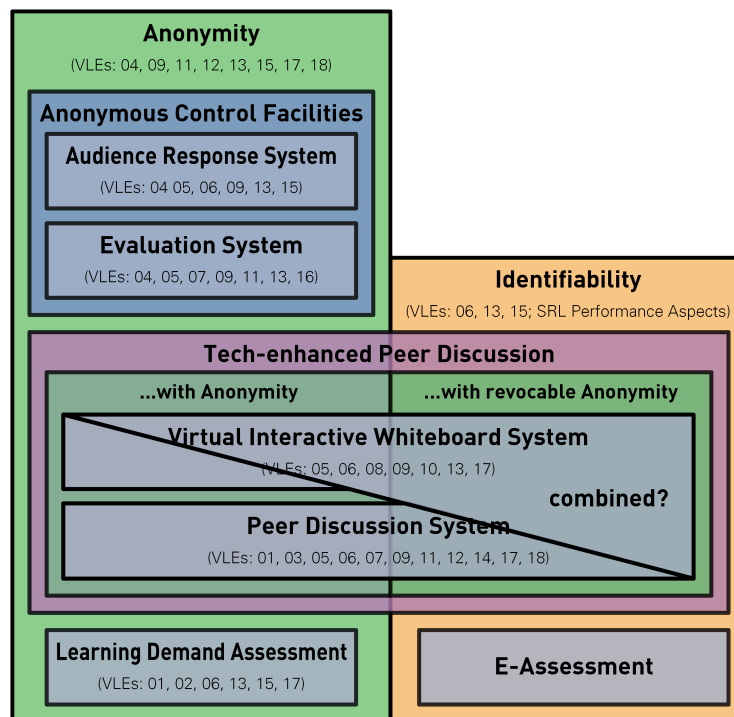 Anonymity
(VLEs: 04, 09, 11, 12, 13, 15, 17, 18)
Anonymous Control Facilities
Audience Response System
(VLEs: 04 05, 06, 09, 13, 15)
Evaluation System
(VLEs: 04, 05, 07, 09, 11, 13, 16)
Identifiability
(VLEs: 06, 13, 15; SRL Performance Aspects)
Tech-enhanced Peer Discussion
...with Anonymity
...with revocable Anonymity
Virtual Interactive Whiteboard System
(VLEs: 05, 06, 08, 09, 10, 13, 17)
combined?
Peer Discussion System
(VLEs: 01, 03, 05, 06, 07, 09, 11, 12, 14, 17, 18)
Learning Demand Assessment
(VLEs: 01, 02, 06, 13, 15, 17)
E-Assessment